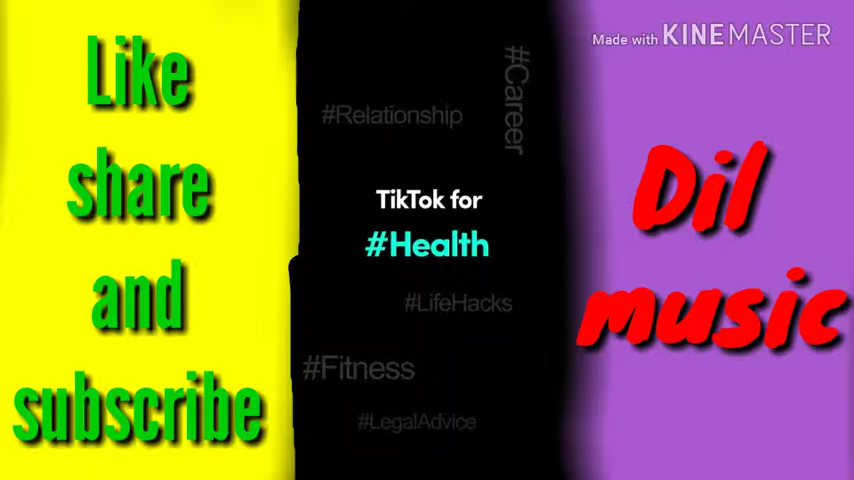 Like
share
and
subscribe
#Relationship
#Career
TikTok for
#Health
#LifeHacks
#Fitness
#LegalAdvice
Made with KINEMASTER
Dil
music